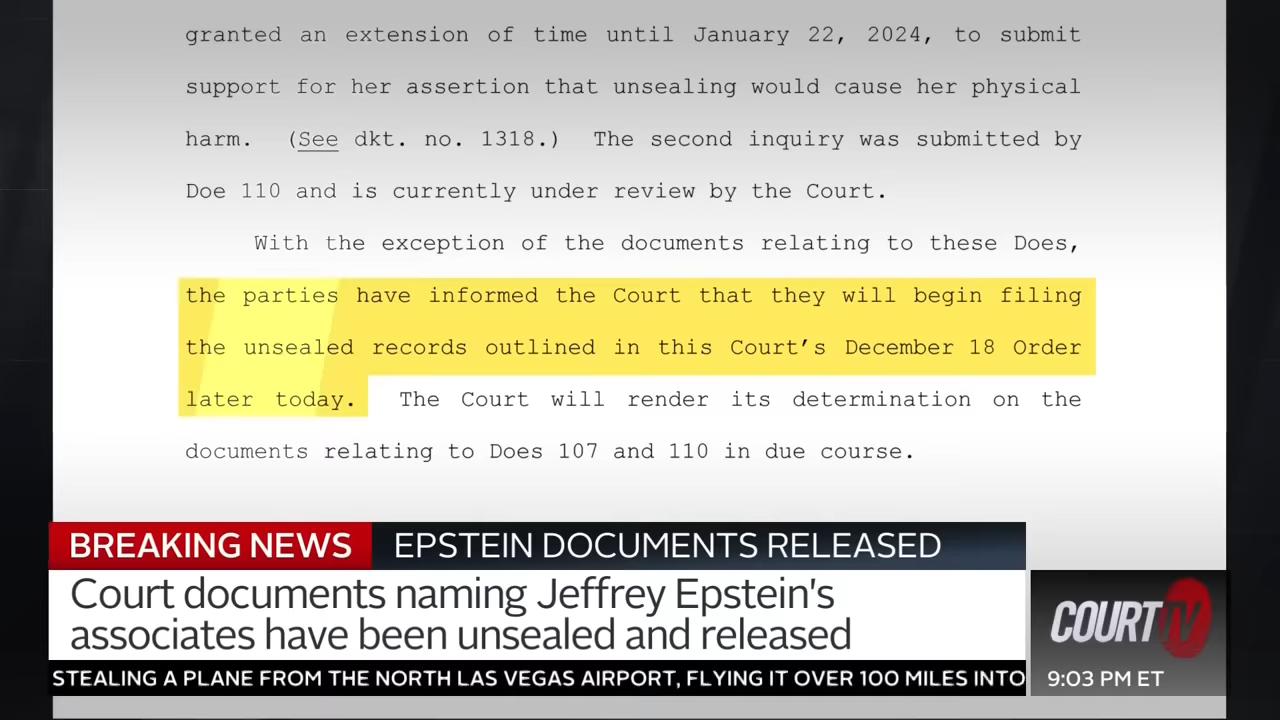 granted an extension of time until January 22, 2024, to submit
support for her assertion that unsealing would cause her physical
harm. (See dkt. no. 1318.) The second inquiry was submitted by
Doe 110 and is currently under review by the Court.
With the exception of the documents relating to these Does,
the parties have informed the Court that they will begin filing
the unsealed records outlined in this Court's December 18 Order
later today. The Court will render its determination on the
documents relating to Does 107 and 110 in due course.
BREAKING NEWS EPSTEIN DOCUMENTS RELEASED
Court documents naming Jeffrey Epstein's
associates have been unsealed and released
COURT TV
STEALING A PLANE FROM THE NORTH LAS VEGAS AIRPORT, FLYING IT OVER 100 MILES INTO
9:03 PM ET